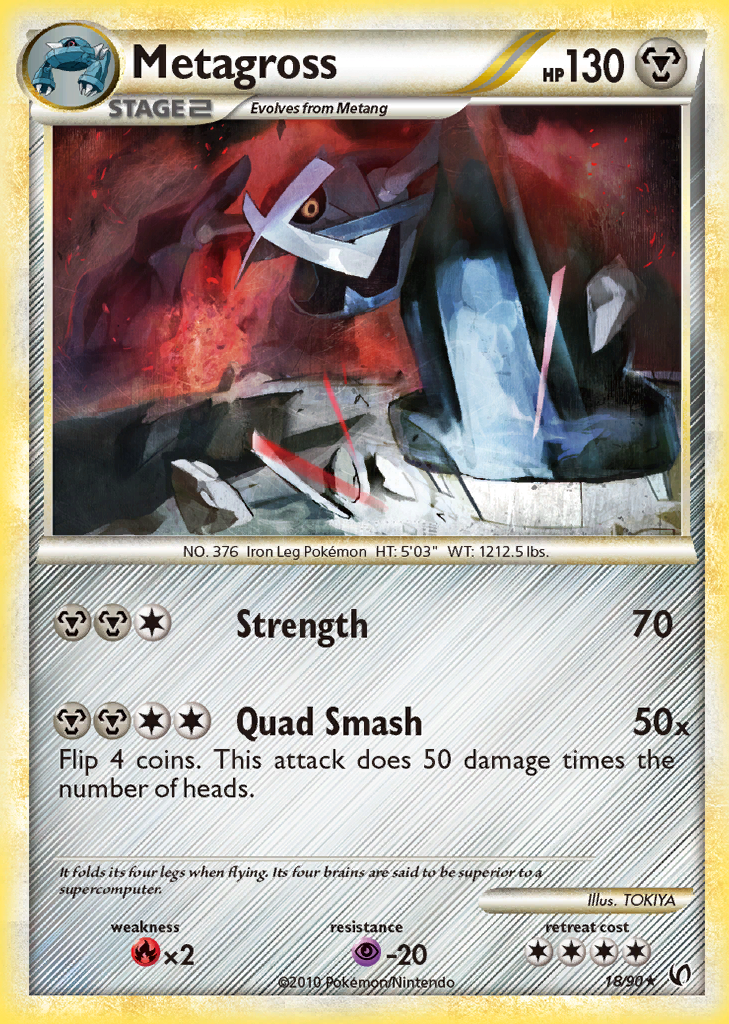 Metagross
HP 130
STAGE 2
Evolves from Metang
NO. 376 Iron Leg Pokémon HT: 5'03" WT: 1212.5 lbs.
Strength 70
Quad Smash 50x
Flip 4 coins. This attack does 50 damage times the
number of heads.
It folds its four legs when flying. Its four brains are said to be superior to a
supercomputer.
Illus. TOKIYA
weakness resistance retreat cost
×2 -20
©2010 Pokémon/Nintendo 18/90★